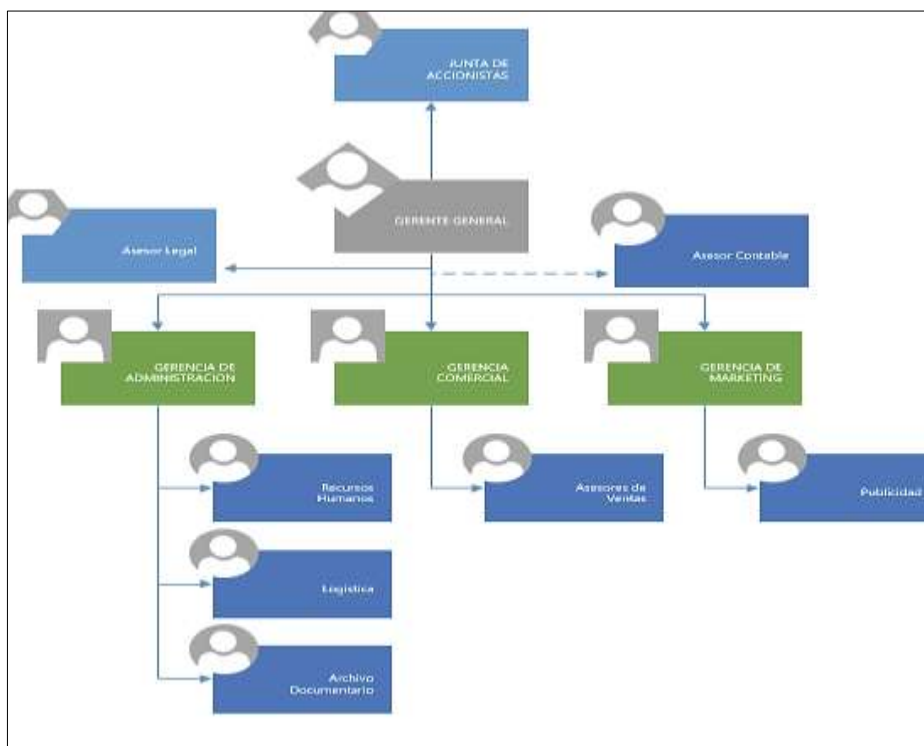 JUNTA DE
ACCIONISTAS
GERENTE GENERAL
Asesor Legal
Asesor Contable
GERENCIA DE
ADMINISTRACION
GERENCIA
COMERCIAL
GERENCIA DE
MARKETING
Recursos
Humanos
Asesores de
Ventas
Publicidad
Logistica
Archivo
Documentario